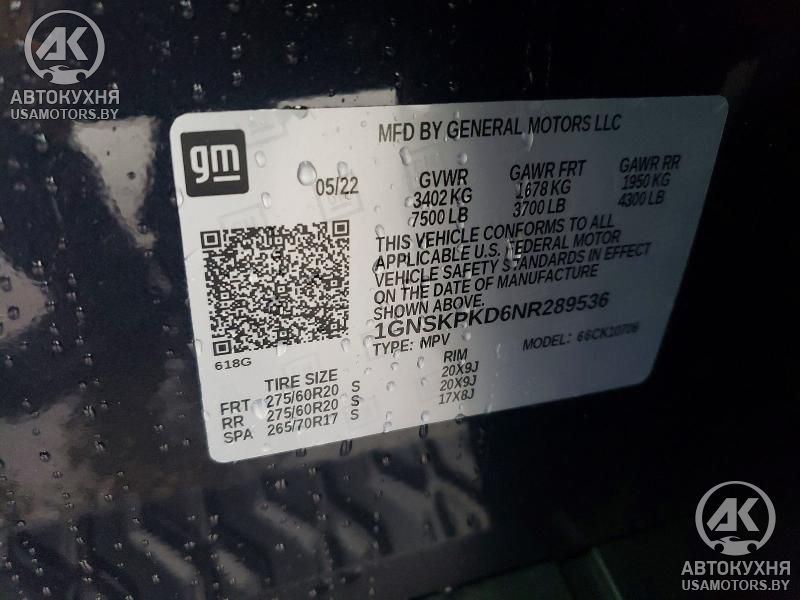 АВТОКУХНЯ
USAMOTORS.BY
gm
MFD BY GENERAL MOTORS LLC
05/22
GVWR GAWR FRT GAWR RR
3402 KG 1678 KG 1950 KG
7500 LB 3700 LB 4300 LB
THIS VEHICLE CONFORMS TO ALL
APPLICABLE U.S. FEDERAL MOTOR
VEHICLE SAFETY STANDARDS IN EFFECT
ON THE DATE OF MANUFACTURE
SHOWN ABOVE.
1GNSKPKD6NR289536
TYPE: MPV MODEL: 66CK10706
618G
TIRE SIZE RIM
FRT 275/60R20 S 20X9J
RR 275/60R20 S 20X9J
SPA 265/70R17 S 17X8J
АВТОКУХНЯ
USAMOTORS.BY